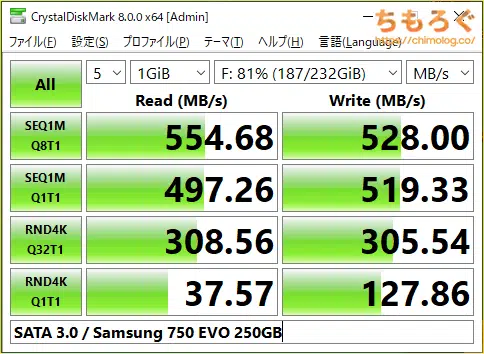 CrystalDiskMark 8.0.0 x64 [Admin]
ちもろぐ
https://chimolog.co/
ファイル(F) 設定(S) プロファイル(P) テーマ(T) ヘルプ(H) 言語(Language)
All 5 1GiB F: 81% (187/232GiB) MB/s
Read (MB/s) Write (MB/s)
SEQ1M
Q8T1
554.68 528.00
SEQ1M
Q1T1
497.26 519.33
RND4K
Q32T1
308.56 305.54
RND4K
Q1T1
37.57 127.86
SATA 3.0 / Samsung 750 EVO 250GB